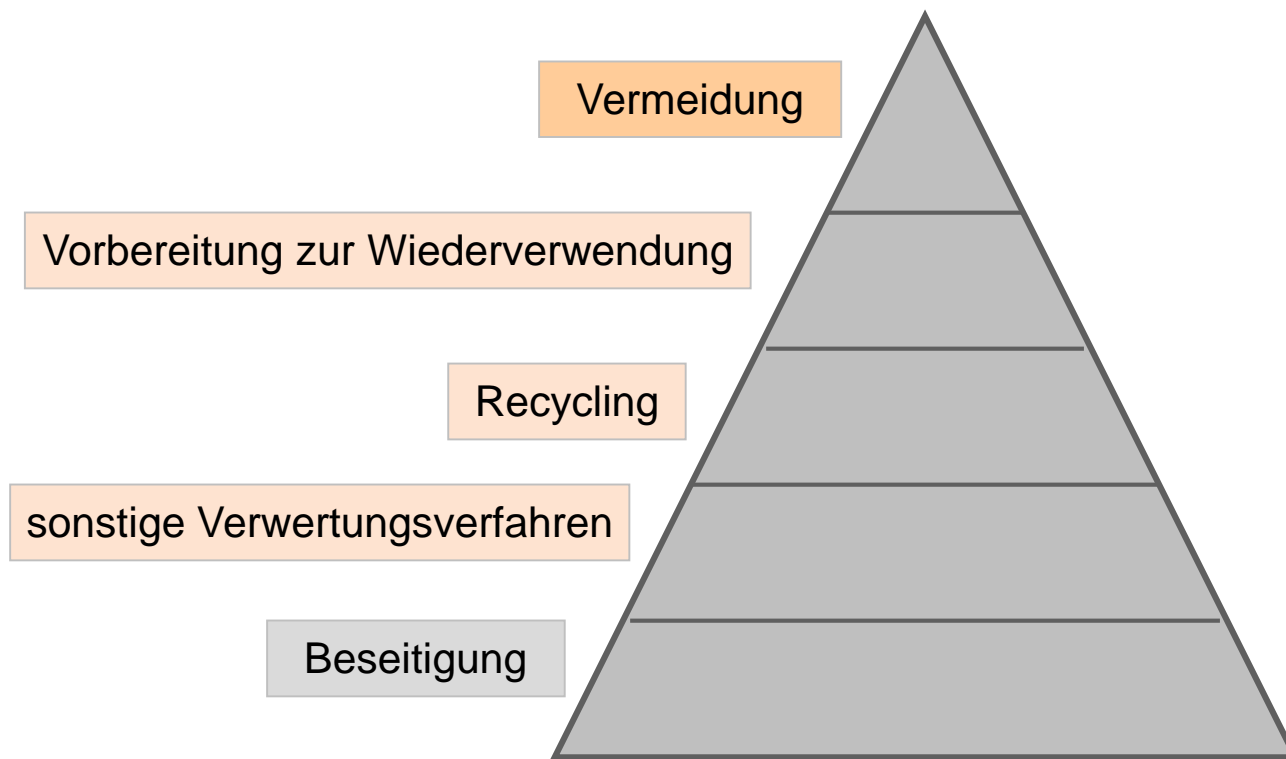 Vermeidung
Vorbereitung zur Wiederverwendung
Recycling
sonstige Verwertungsverfahren
Beseitigung